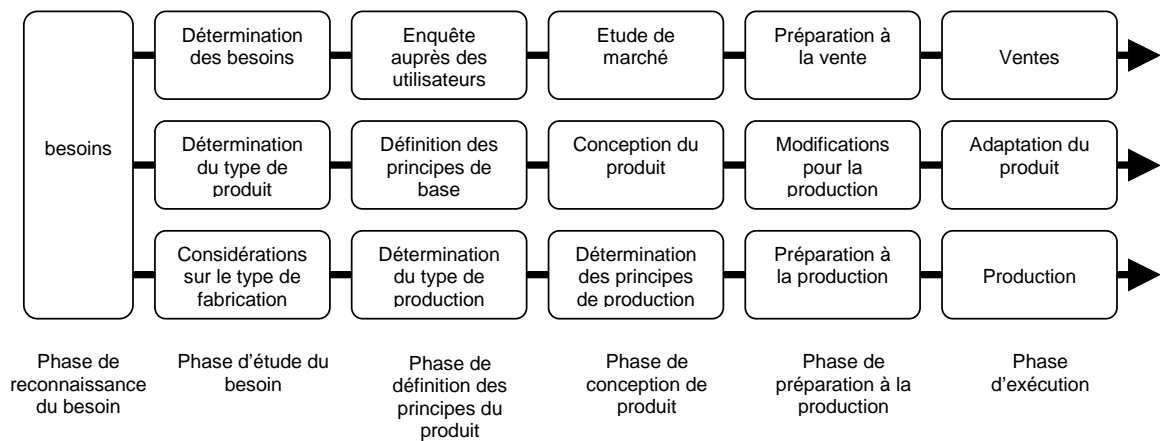 Détermination
des besoins
Enquête
auprès des
utilisateurs
Etude de
marché
Préparation à
la vente
Ventes
besoins
Détermination
du type de
produit
Définition des
principes de
base
Conception du
produit
Modifications
pour la
production
Adaptation du
produit
Considérations
sur le type de
fabrication
Détermination
du type de
production
Détermination
des principes
de production
Préparation à
la production
Production
Phase de
reconnaissance
du besoin
Phase d'étude du
besoin
Phase de
définition des
principes du
produit
Phase de
conception de
produit
Phase de
préparation à la
production
Phase
d'exécution